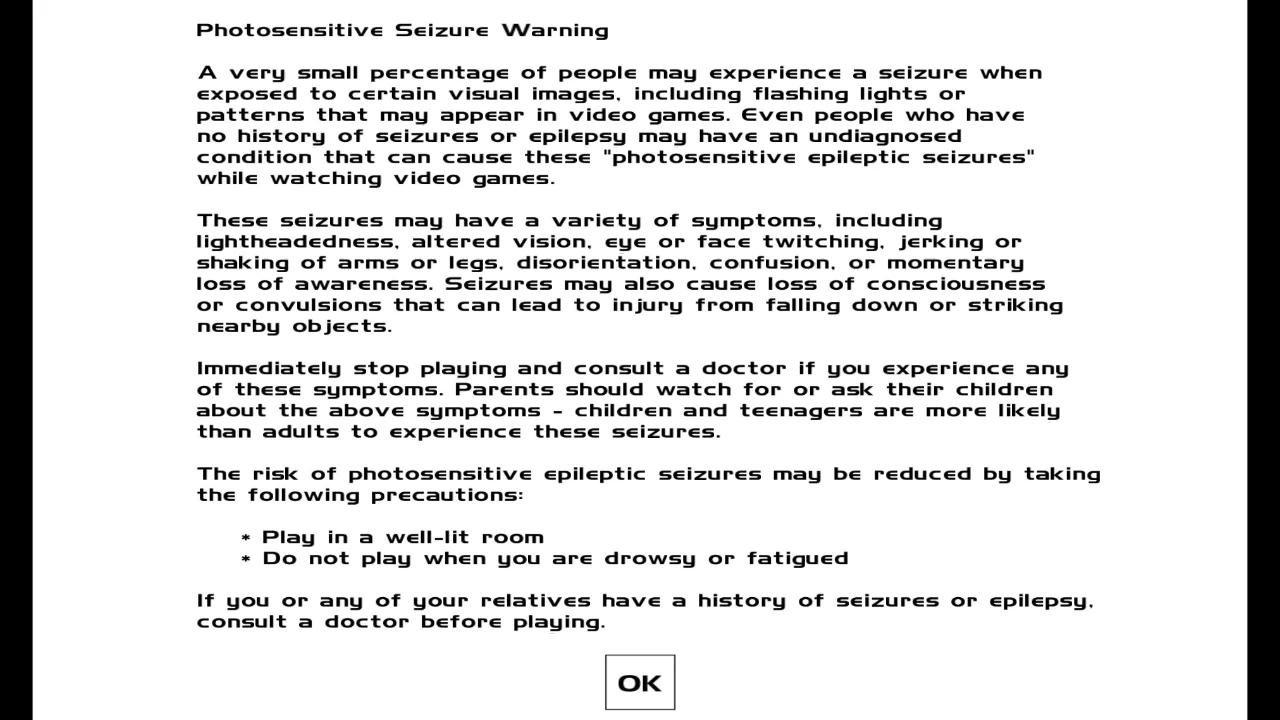 Photosensitive Seizure Warning
A very small percentage of people may experience a seizure when
exposed to certain visual images, including flashing lights or
patterns that may appear in video games. Even people who have
no history of seizures or epilepsy may have an undiagnosed
condition that can cause these "photosensitive epileptic seizures"
while watching video games.
These seizures may have a variety of symptoms, including
lightheadedness, altered vision, eye or face twitching, jerking or
shaking of arms or legs, disorientation, confusion, or momentary
loss of awareness. Seizures may also cause loss of consciousness
or convulsions that can lead to injury from falling down or striking
nearby objects.
Immediately stop playing and consult a doctor if you experience any
of these symptoms. Parents should watch for or ask their children
about the above symptoms - children and teenagers are more likely
than adults to experience these seizures.
The risk of photosensitive epileptic seizures may be reduced by taking
the following precautions:
* Play in a well-lit room
* Do not play when you are drowsy or fatigued
If you or any of your relatives have a history of seizures or epilepsy,
consult a doctor before playing.
OK